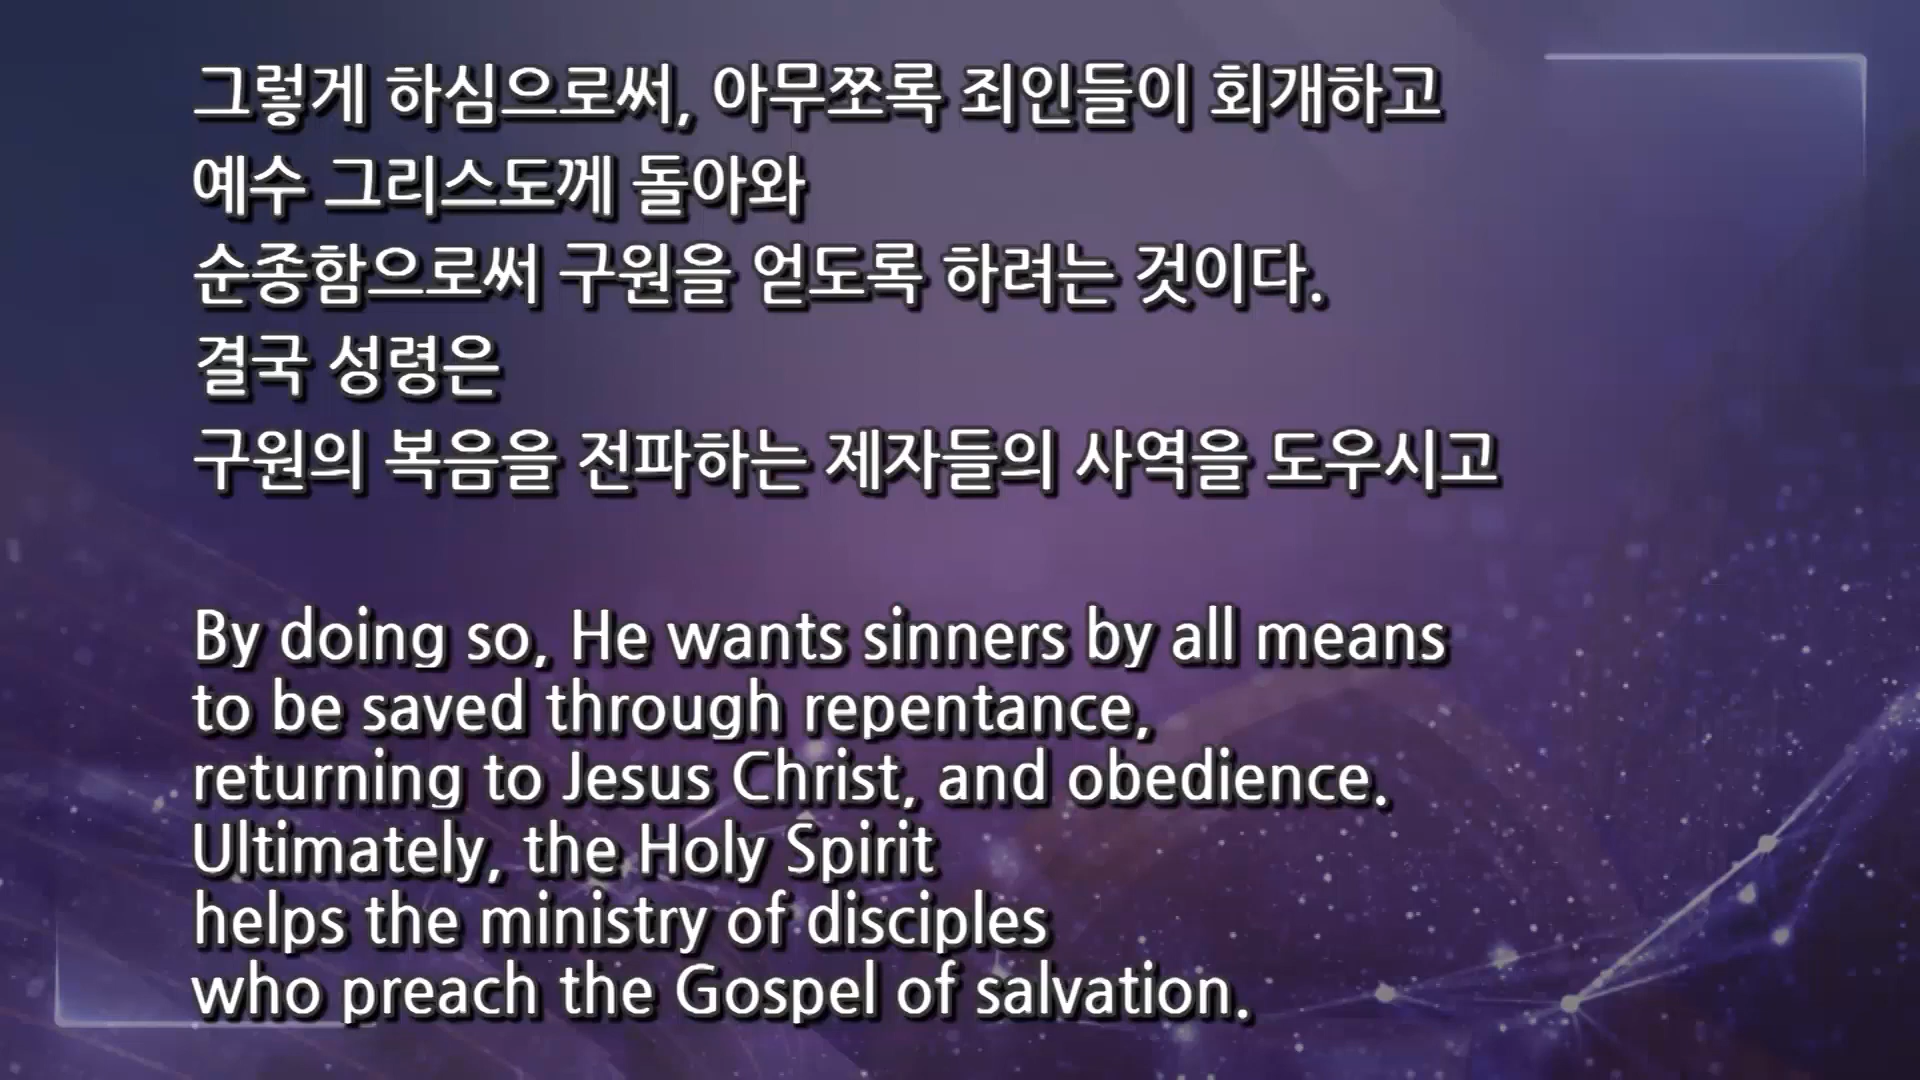 그렇게 하심으로써, 아무쪼록 죄인들이 회개하고
예수 그리스도께 돌아와
순종함으로써 구원을 얻도록 하려는 것이다.
결국 성령은
구원의 복음을 전파하는 제자들의 사역을 도우시고
By doing so, He wants sinners by all means
to be saved through repentance,
returning to Jesus Christ, and obedience.
Ultimately, the Holy Spirit
helps the ministry of disciples
who preach the Gospel of salvation.